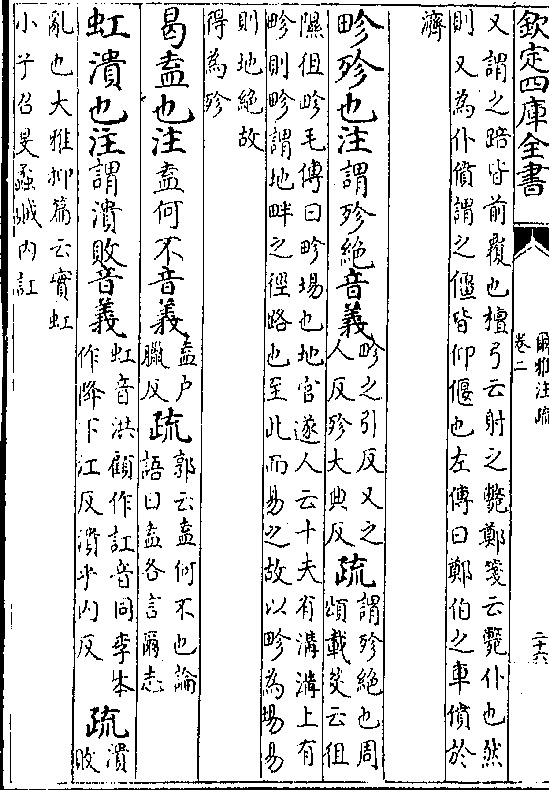 欽定四庫全書
爾雅注疏
卷二
二十六
又謂之踣皆前覆也檀弓云射之斃鄭箋云斃仆也然
則又為仆僨謂之僵皆仰偃也左傳曰鄭伯之車僨於
濟
畛殄也注謂殄絶音義
畛之引反又之
人反殄大典反
疏
謂殄絶也周
頌載芟云徂
隰徂畛毛傳曰畛埸也地官遂人云十夫有溝溝上有
畛則畛謂地畔之徑路也至此而易之故以畛為埸易
則地絶故
得為殄
曷盍也注盍何不音義
盍户
臘反
疏
郭云盍何不也論
語曰盍各言爾志
虹潰也注謂潰敗音義
虹音洪顧作訌音同李本
作降下江反潰乎内反
疏
潰
敗
亂也大雅抑篇云實虹
小子召旻蟊賊内訌